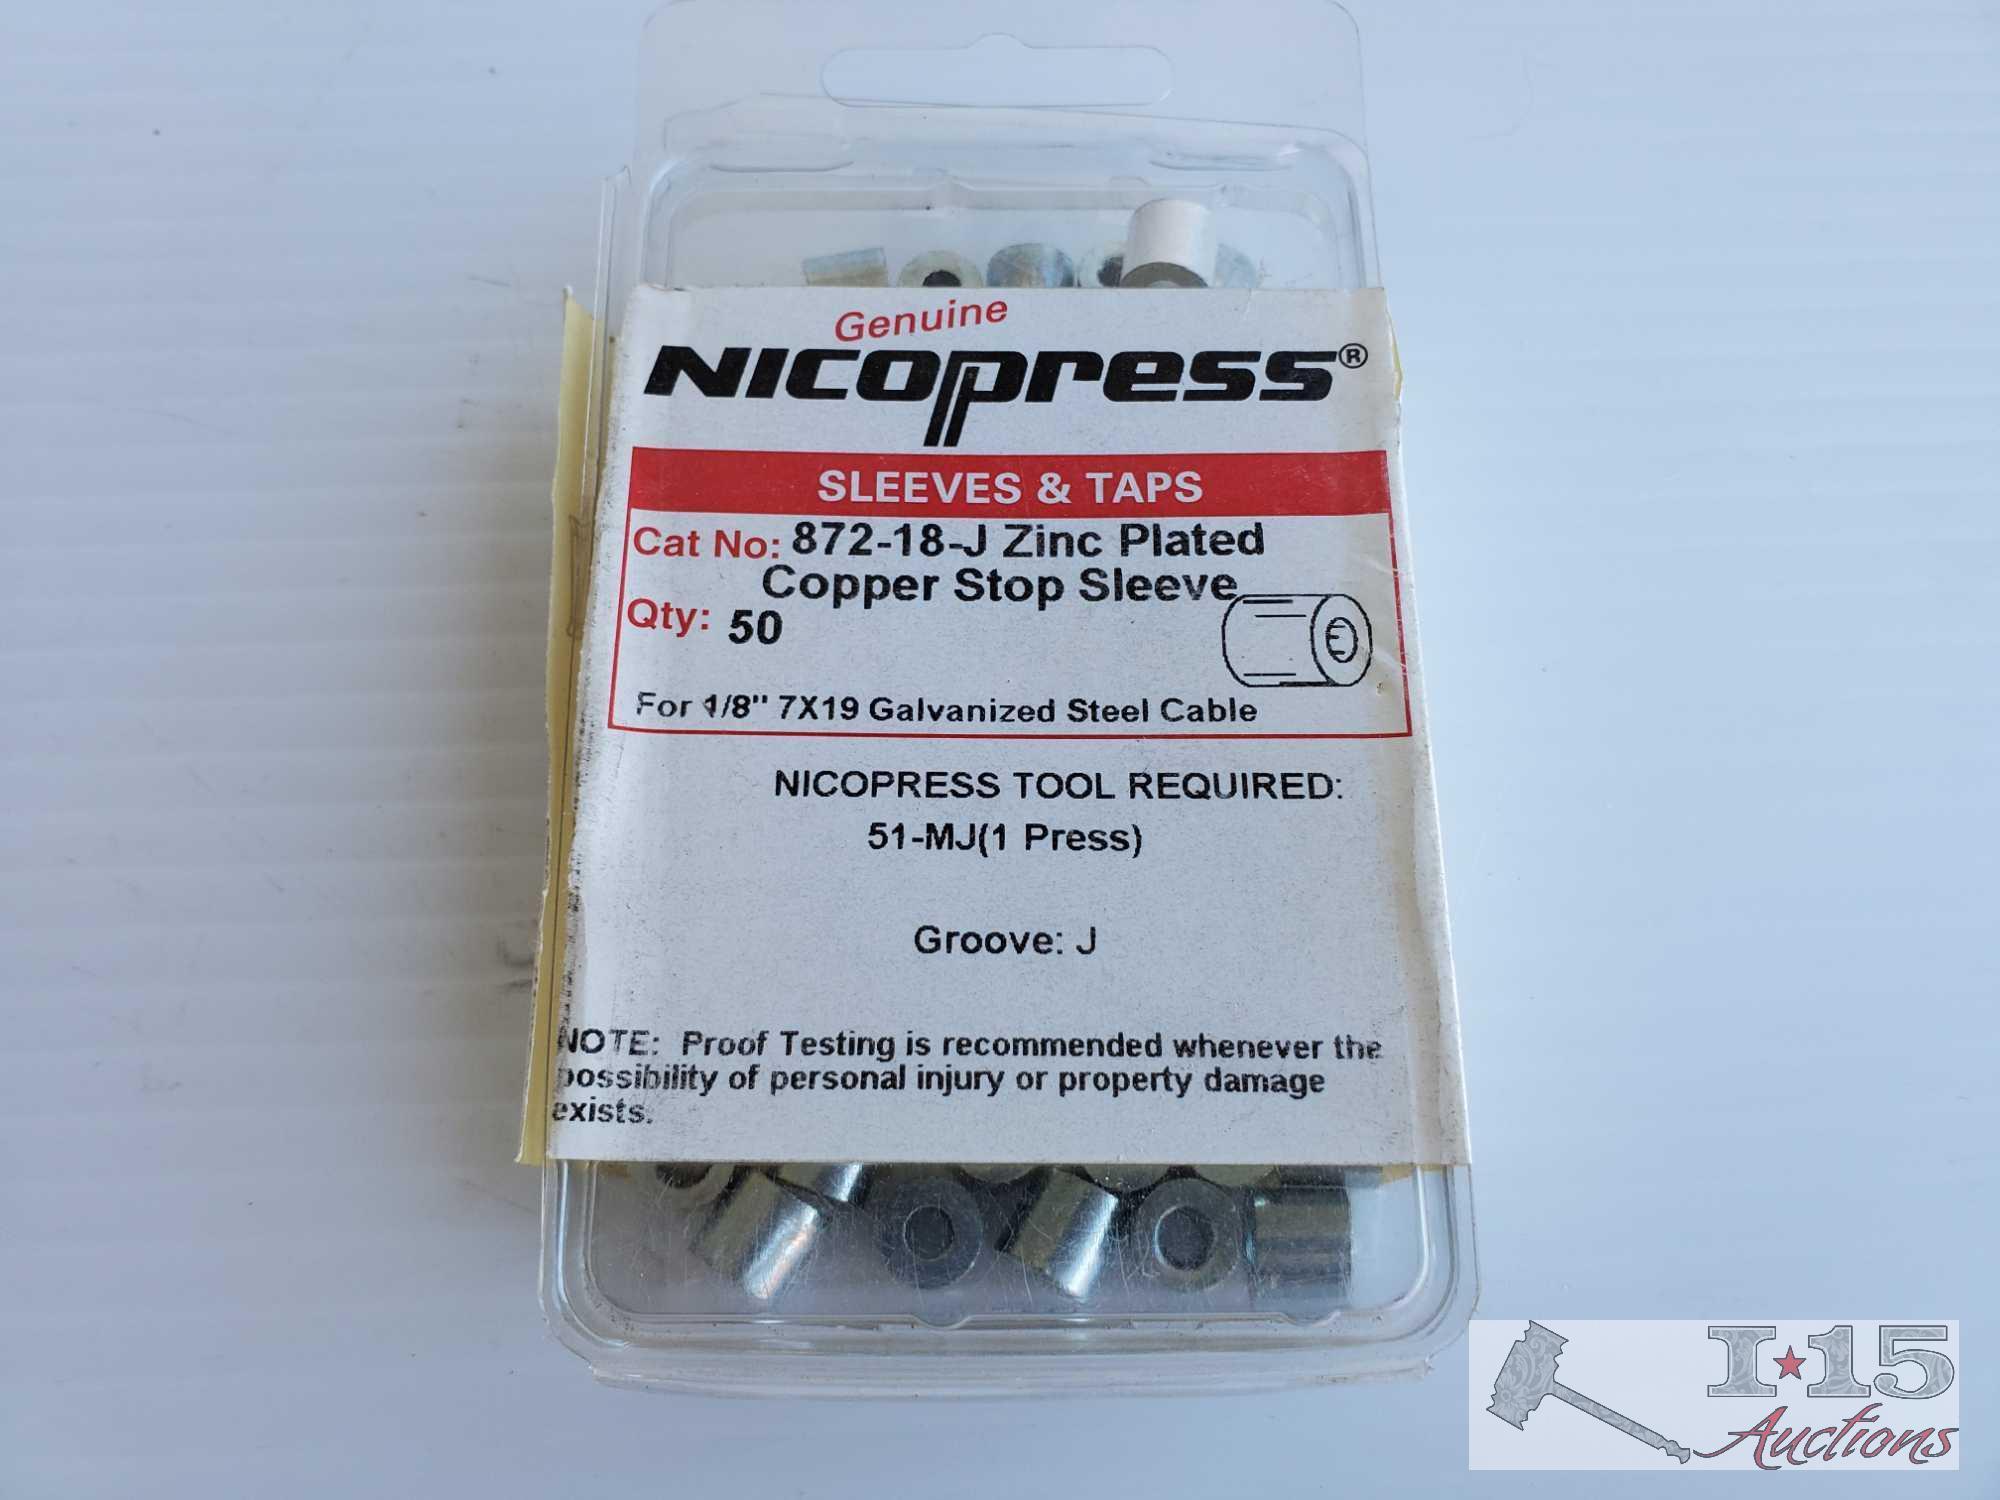 Genuine
NICOpress®
SLEEVES & TAPS
Cat No: 872-18-J Zinc Plated
Copper Stop Sleeve
Qty: 50
For 1/8" 7X19 Galvanized Steel Cable
NICOPRESS TOOL REQUIRED:
51-MJ(1 Press)
Groove: J
NOTE: Proof Testing is recommended whenever the
possibility of personal injury or property damage
exists.
I-15
Auctions